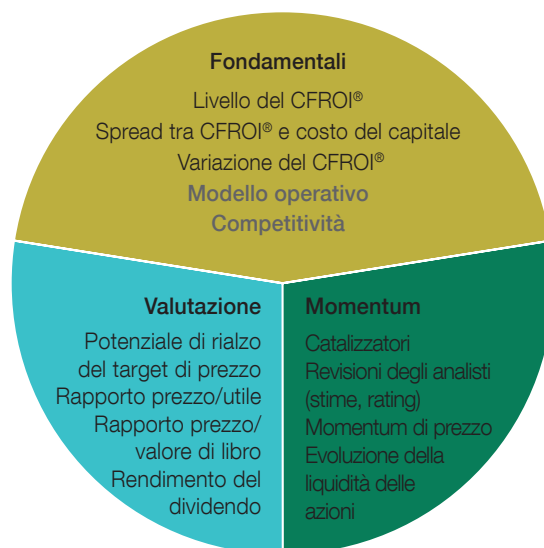 Fondamentali
Livello del CFROI®
Spread tra CFROI® e costo del capitale
Variazione del CFROI®
Modello operativo
Competitività
Valutazione
Potenziale di rialzo
del target di prezzo
Rapporto prezzo/utile
Rapporto prezzo/
valore di libro
Rendimento del
dividendo
Momentum
Catalizzatori
Revisioni degli analisti
(stime, rating)
Momentum di prezzo
Evoluzione della
liquidità delle
azioni